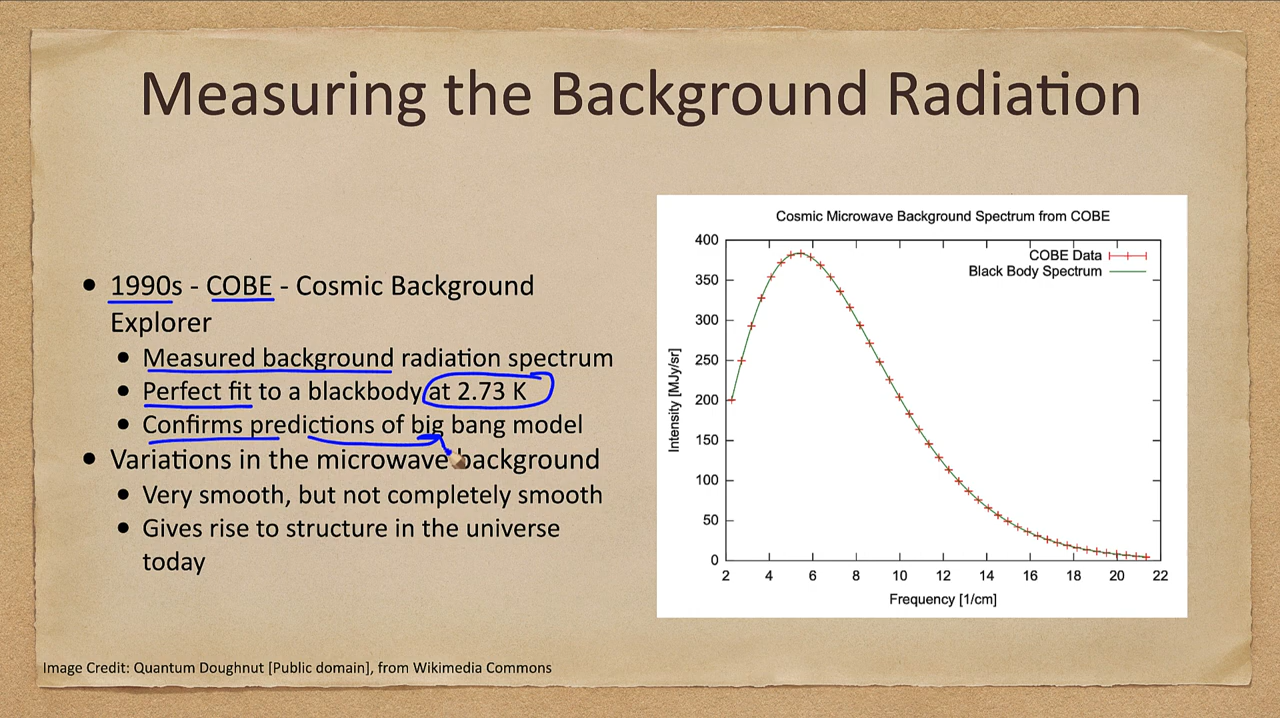 Measuring the Background Radiation
• 1990s - COBE - Cosmic Background
Explorer
• Measured background radiation spectrum
• Perfect fit to a blackbody at 2.73 K
• Confirms predictions of big bang model
• Variations in the microwave background
• Very smooth, but not completely smooth
• Gives rise to structure in the universe
today
Cosmic Microwave Background Spectrum from COBE
COBE Data
Black Body Spectrum
Intensity [MJy/sr]
400
350
300
250
200
150
100
50
0
2 4 6 8 10 12 14 16 18 20 22
Frequency [1/cm]
Image Credit: Quantum Doughnut [Public domain], from Wikimedia Commons